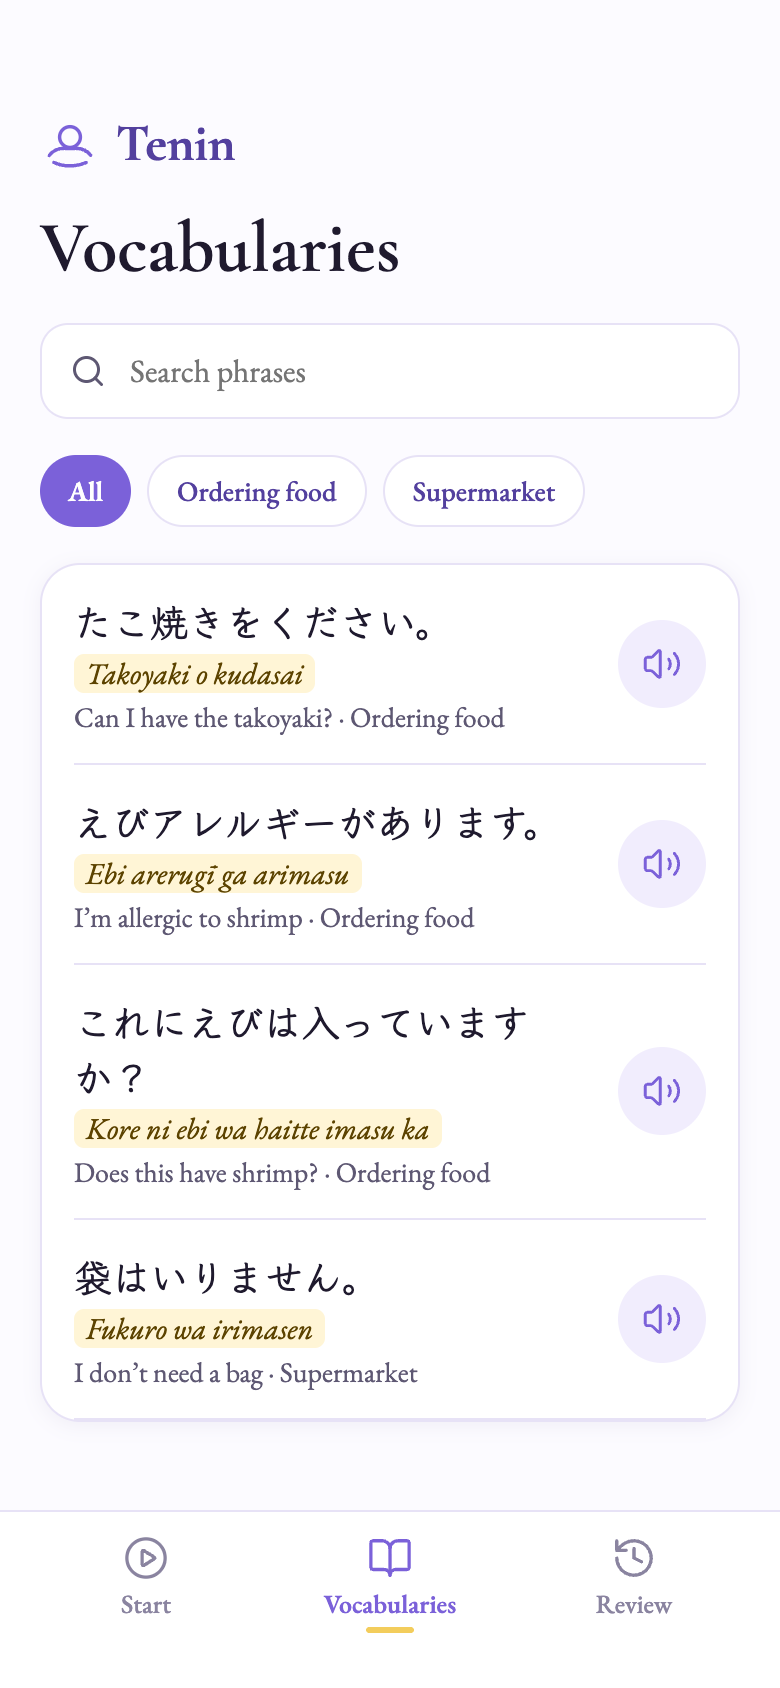 Tenin
Vocabularies
Search phrases
All
Ordering food
Supermarket
たこ焼きをください。
Takoyaki o kudasai
Can I have the takoyaki? · Ordering food
えびアレルギーがあります。
Ebi arerugī ga arimasu
I’m allergic to shrimp · Ordering food
これにえびは入っています
か？
Kore ni ebi wa haitte imasu ka
Does this have shrimp? · Ordering food
袋はいりません。
Fukuro wa irimasen
I don’t need a bag · Supermarket
Start
Vocabularies
Review